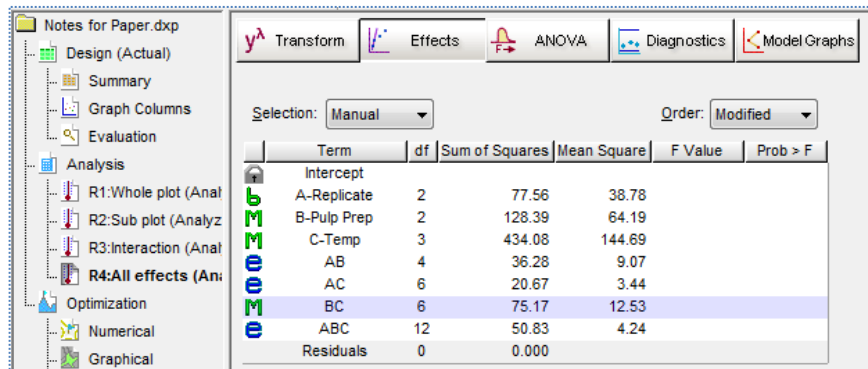 Notes for Paper.dxp
Design (Actual)
Summary
Graph Columns
Evaluation
Analysis
R1:Whole plot (Anal
R2:Sub plot (Analyz
R3:Interaction (Anal
R4:All effects (Ana
Optimization
Numerical
Graphical
yλ Transform Effects F ANOVA Diagnostics Model Graphs
Selection: Manual Order: Modified
Term df Sum of Squares Mean Square F Value Prob > F
Intercept
b A-Replicate 2 77.56 38.78
M B-Pulp Prep 2 128.39 64.19
M C-Temp 3 434.08 144.69
e AB 4 36.28 9.07
e AC 6 20.67 3.44
M BC 6 75.17 12.53
e ABC 12 50.83 4.24
Residuals 0 0.000